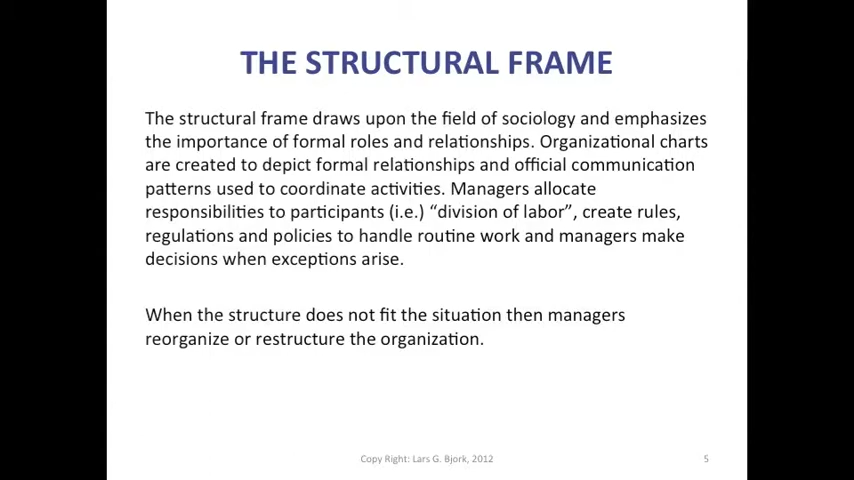 THE STRUCTURAL FRAME
The structural frame draws upon the field of sociology and emphasizes
the importance of formal roles and relationships. Organizational charts
are created to depict formal relationships and official communication
patterns used to coordinate activities. Managers allocate
responsibilities to participants (i.e.) “division of labor”, create rules,
regulations and policies to handle routine work and managers make
decisions when exceptions arise.
When the structure does not fit the situation then managers
reorganize or restructure the organization.
Copy Right: Lars G. Bjork, 2012
5